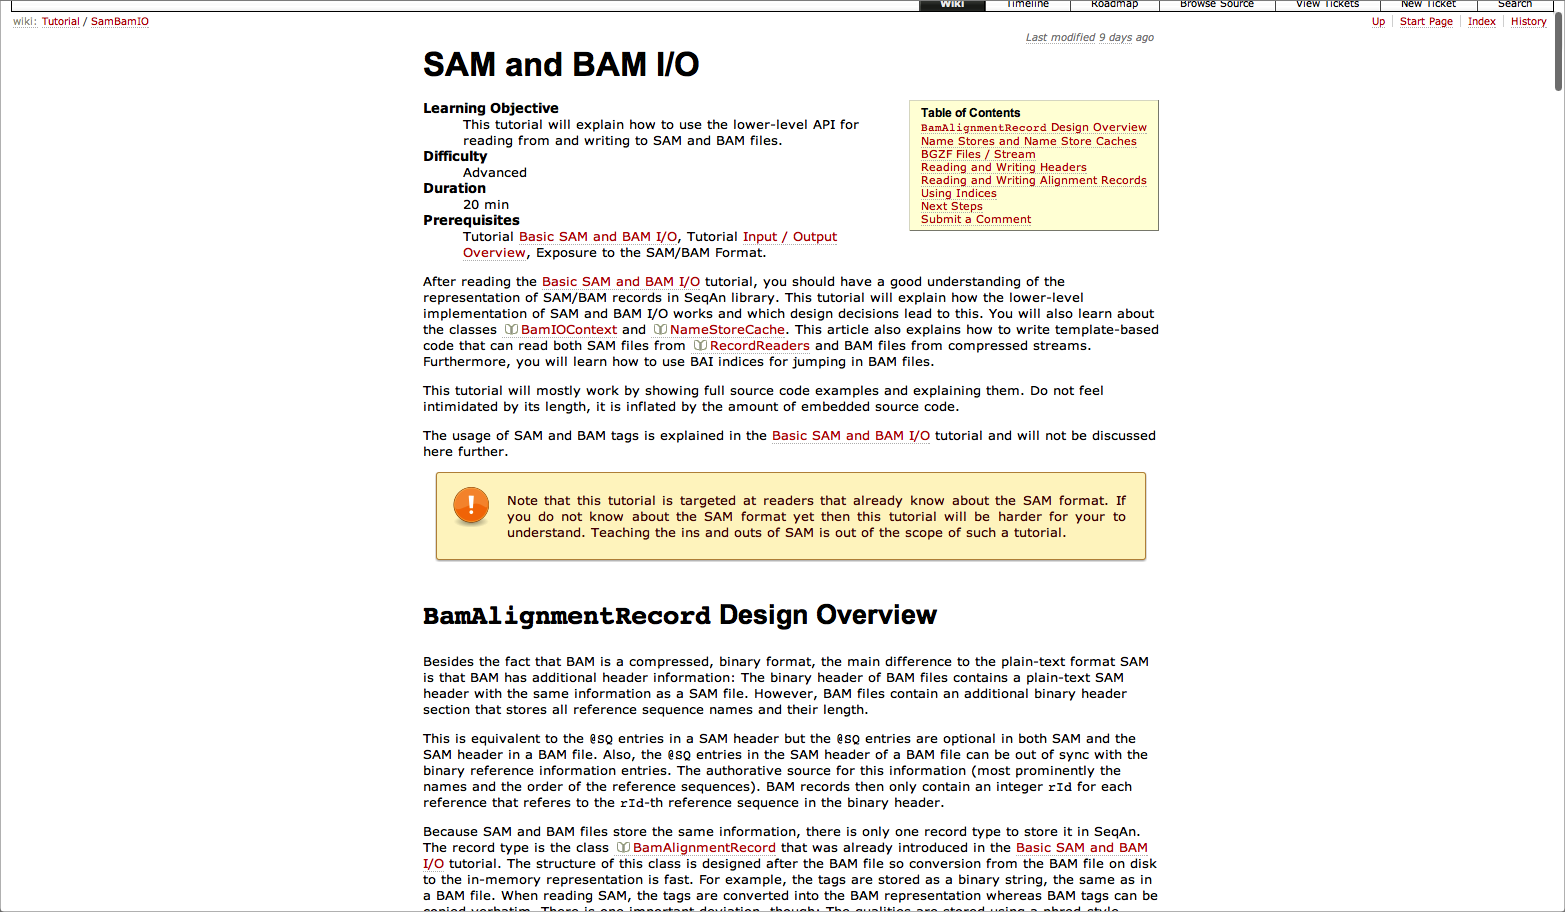 Wiki Timeline Roadmap Browse Source View Tickets New Ticket Search
wiki: Tutorial / SamBamIO
Up Start Page Index History
Last modified 9 days ago
SAM and BAM I/O
Learning Objective
This tutorial will explain how to use the lower-level API for
reading from and writing to SAM and BAM files.
Difficulty
Advanced
Duration
20 min
Prerequisites
Tutorial Basic SAM and BAM I/O, Tutorial Input / Output
Overview, Exposure to the SAM/BAM Format.
Table of Contents
BamAlignmentRecord Design Overview
Name Stores and Name Store Caches
BGZF Files / Stream
Reading and Writing Headers
Reading and Writing Alignment Records
Using Indices
Next Steps
Submit a Comment
After reading the Basic SAM and BAM I/O tutorial, you should have a good understanding of the
representation of SAM/BAM records in SeqAn library. This tutorial will explain how the lower-level
implementation of SAM and BAM I/O works and which design decisions lead to this. You will also learn about
the classes BamIOContext and NameStoreCache. This article also explains how to write template-based
code that can read both SAM files from RecordReaders and BAM files from compressed streams.
Furthermore, you will learn how to use BAI indices for jumping in BAM files.
This tutorial will mostly work by showing full source code examples and explaining them. Do not feel
intimidated by its length, it is inflated by the amount of embedded source code.
The usage of SAM and BAM tags is explained in the Basic SAM and BAM I/O tutorial and will not be discussed
here further.
Note that this tutorial is targeted at readers that already know about the SAM format. If
you do not know about the SAM format yet then this tutorial will be harder for your to
understand. Teaching the ins and outs of SAM is out of the scope of such a tutorial.
BamAlignmentRecord Design Overview
Besides the fact that BAM is a compressed, binary format, the main difference to the plain-text format SAM
is that BAM has additional header information: The binary header of BAM files contains a plain-text SAM
header with the same information as a SAM file. However, BAM files contain an additional binary header
section that stores all reference sequence names and their length.
This is equivalent to the @SQ entries in a SAM header but the @SQ entries are optional in both SAM and the
SAM header in a BAM file. Also, the @SQ entries in the SAM header of a BAM file can be out of sync with the
binary reference information entries. The authorative source for this information (most prominently the
names and the order of the reference sequences). BAM records then only contain an integer rId for each
reference that referes to the rId-th reference sequence in the binary header.
Because SAM and BAM files store the same information, there is only one record type to store it in SeqAn.
The record type is the class BamAlignmentRecord that was already introduced in the Basic SAM and BAM
I/O tutorial. The structure of this class is designed after the BAM file so conversion from the BAM file on disk
to the in-memory representation is fast. For example, the tags are stored as a binary string, the same as in
a BAM file. When reading SAM, the tags are converted into the BAM representation whereas BAM tags can be
copied verbatim. There is one important deviation, though: The qualities are stored using a phred-style